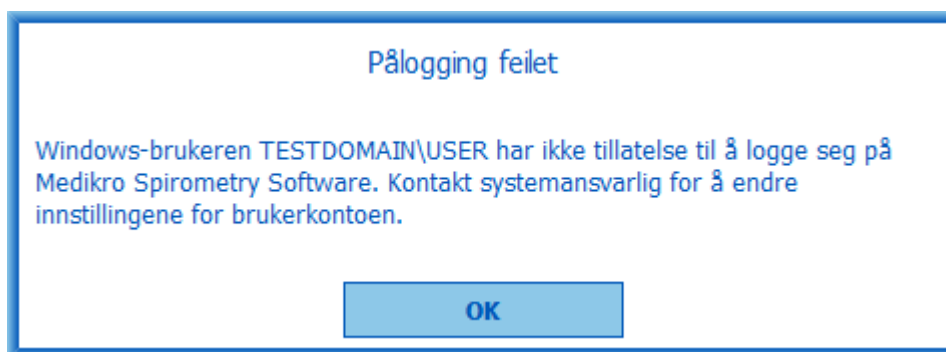 Pålogging feilet
Windows-brukeren TESTDOMAIN\USER har ikke tillatelse til å logge seg på
Medikro Spirometry Software. Kontakt systemansvarlig for å endre
innstillingene for brukerkontoen.
OK